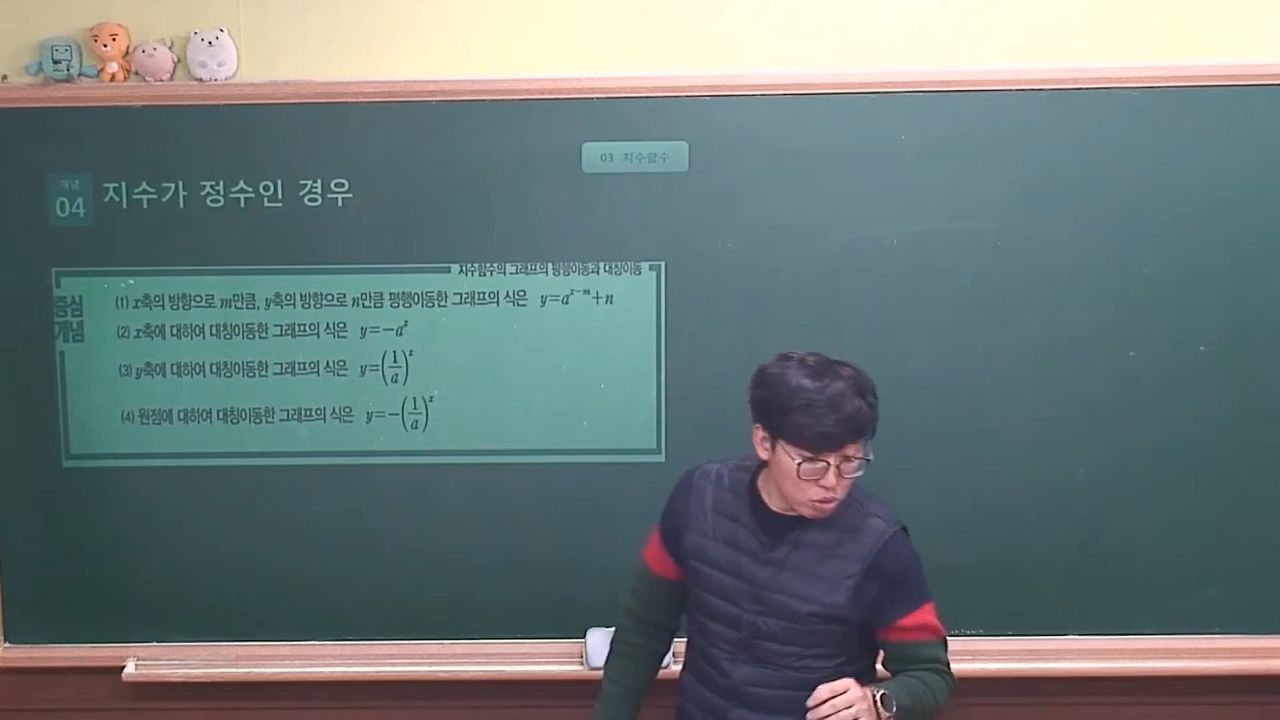 03 지수함수
개념
04 지수가 정수인 경우
지수함수의 그래프의 평행이동과 대칭이동
중심
개념
(1) x축의 방향으로 m만큼, y축의 방향으로 n만큼 평행이동한 그래프의 식은 y=a^{x-m}+n
(2) x축에 대하여 대칭이동한 그래프의 식은 y=-a^x
(3) y축에 대하여 대칭이동한 그래프의 식은 y=(1/a)^x
(4) 원점에 대하여 대칭이동한 그래프의 식은 y=-(1/a)^x